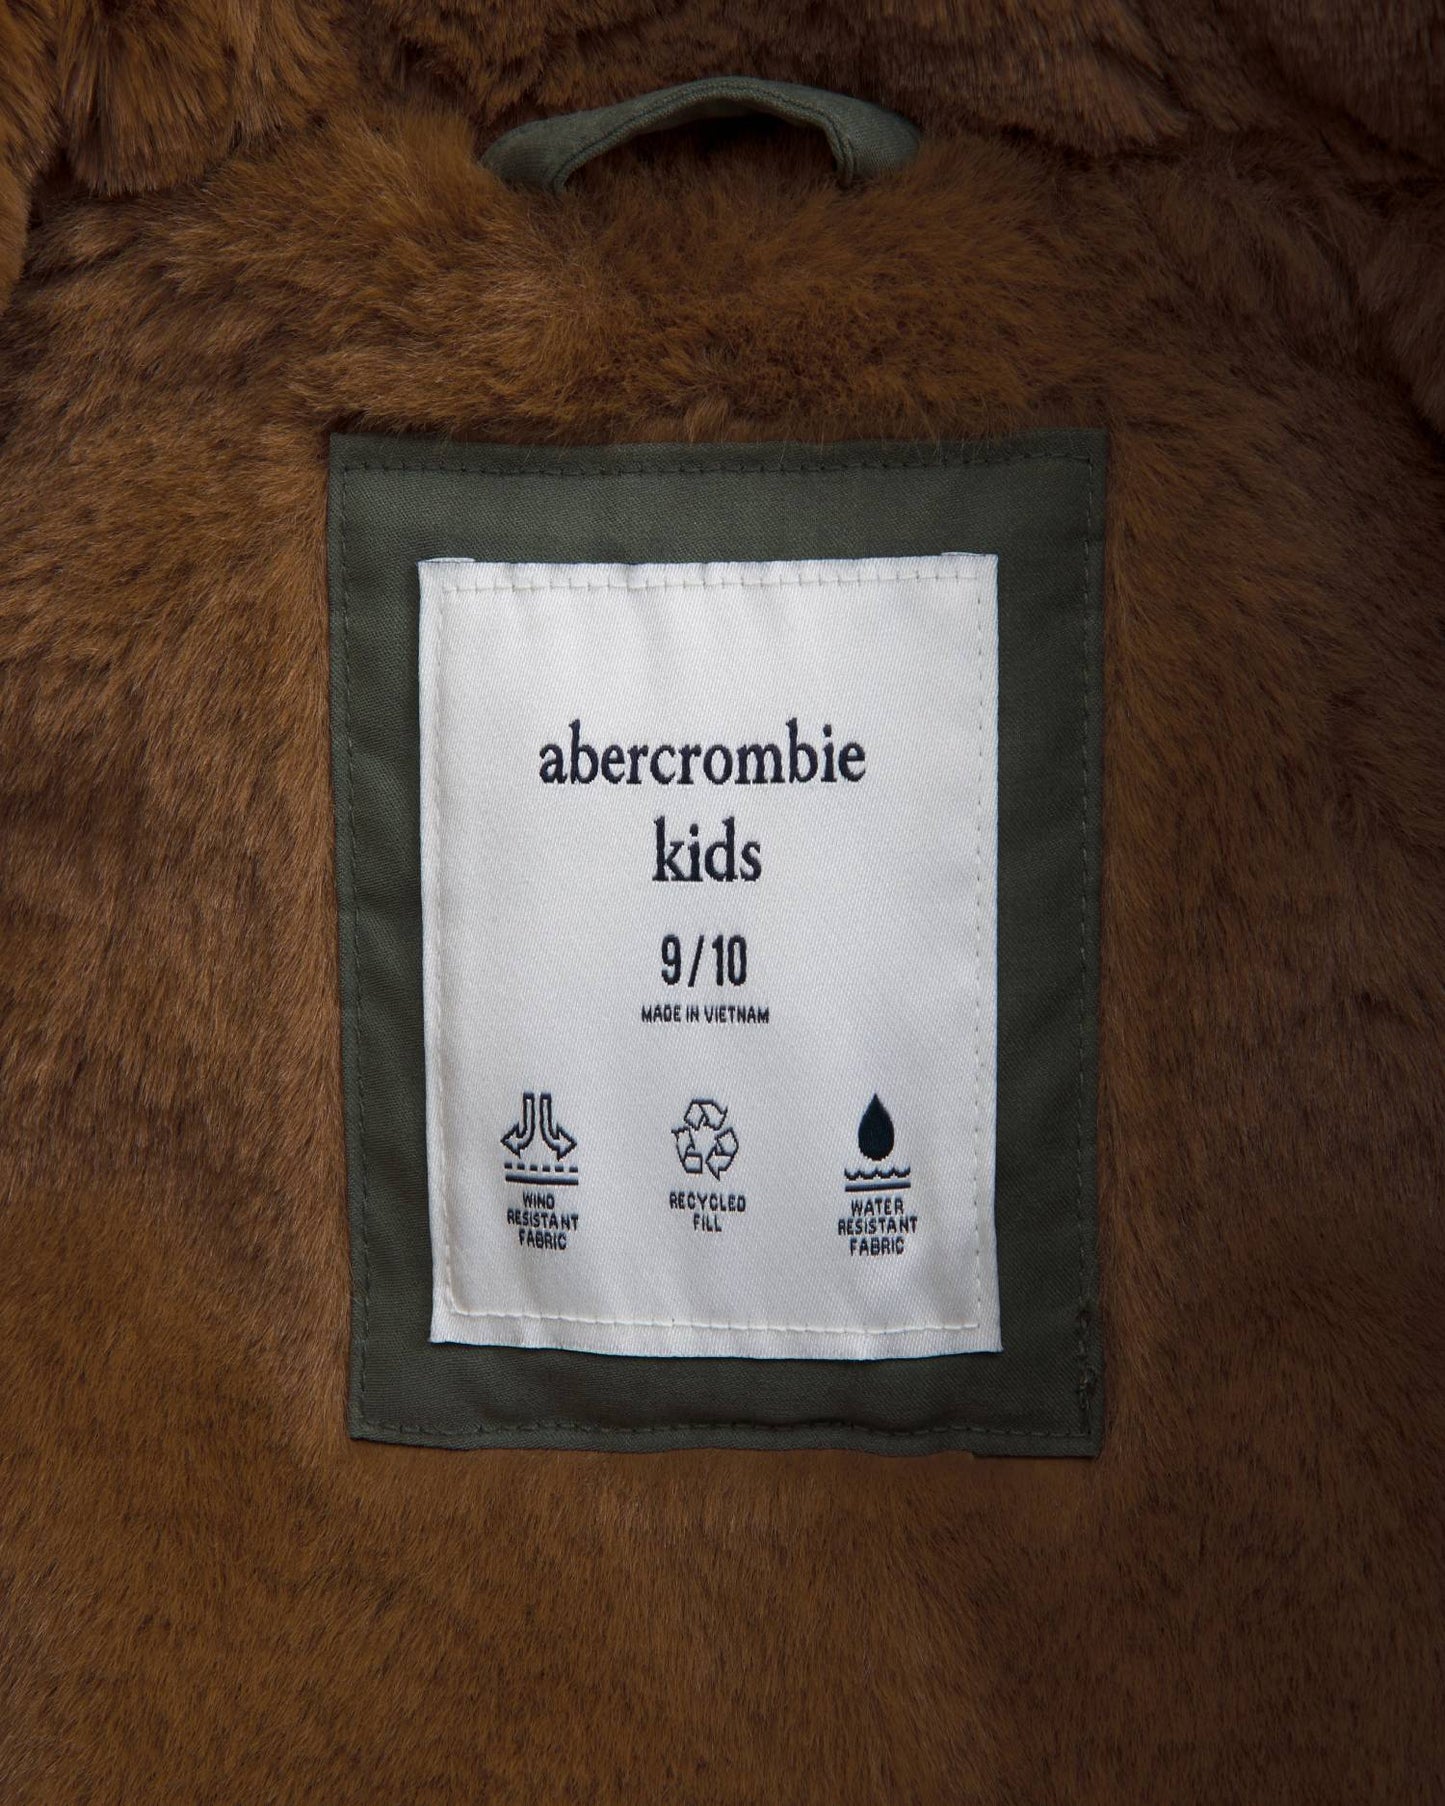 abercrombie
kids
9/10
MADE IN VIETNAM
WIND
RESISTANT
FABRIC
RECYCLED
FILL
WATER
RESISTANT
FABRIC